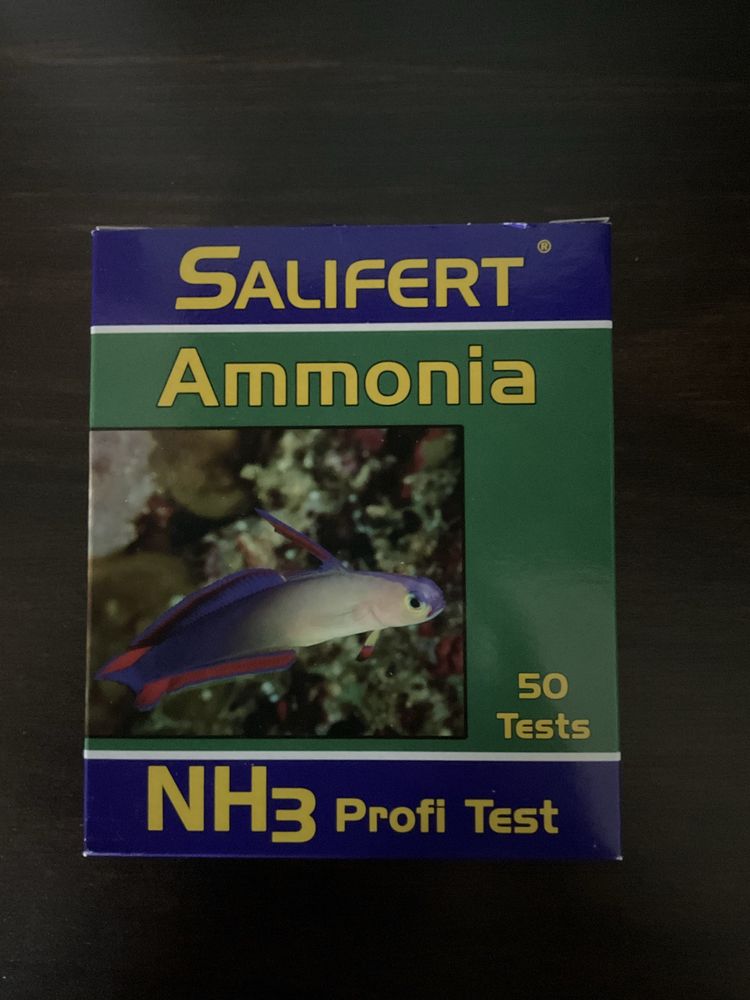 SALIFERT®
Ammonia
50
Tests
NH3 Profi Test